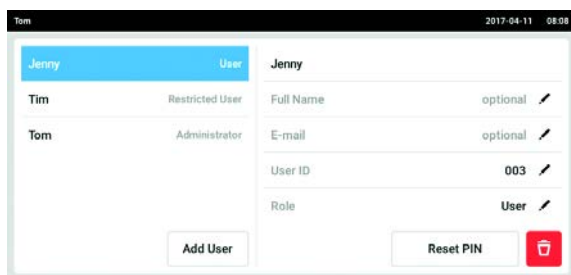 Tom 2017-04-11 08:08
Jenny User
Tim Restricted User
Tom Administrator
Add User
Jenny
Full Name optional
E-mail optional
User ID 003
Role User
Reset PIN